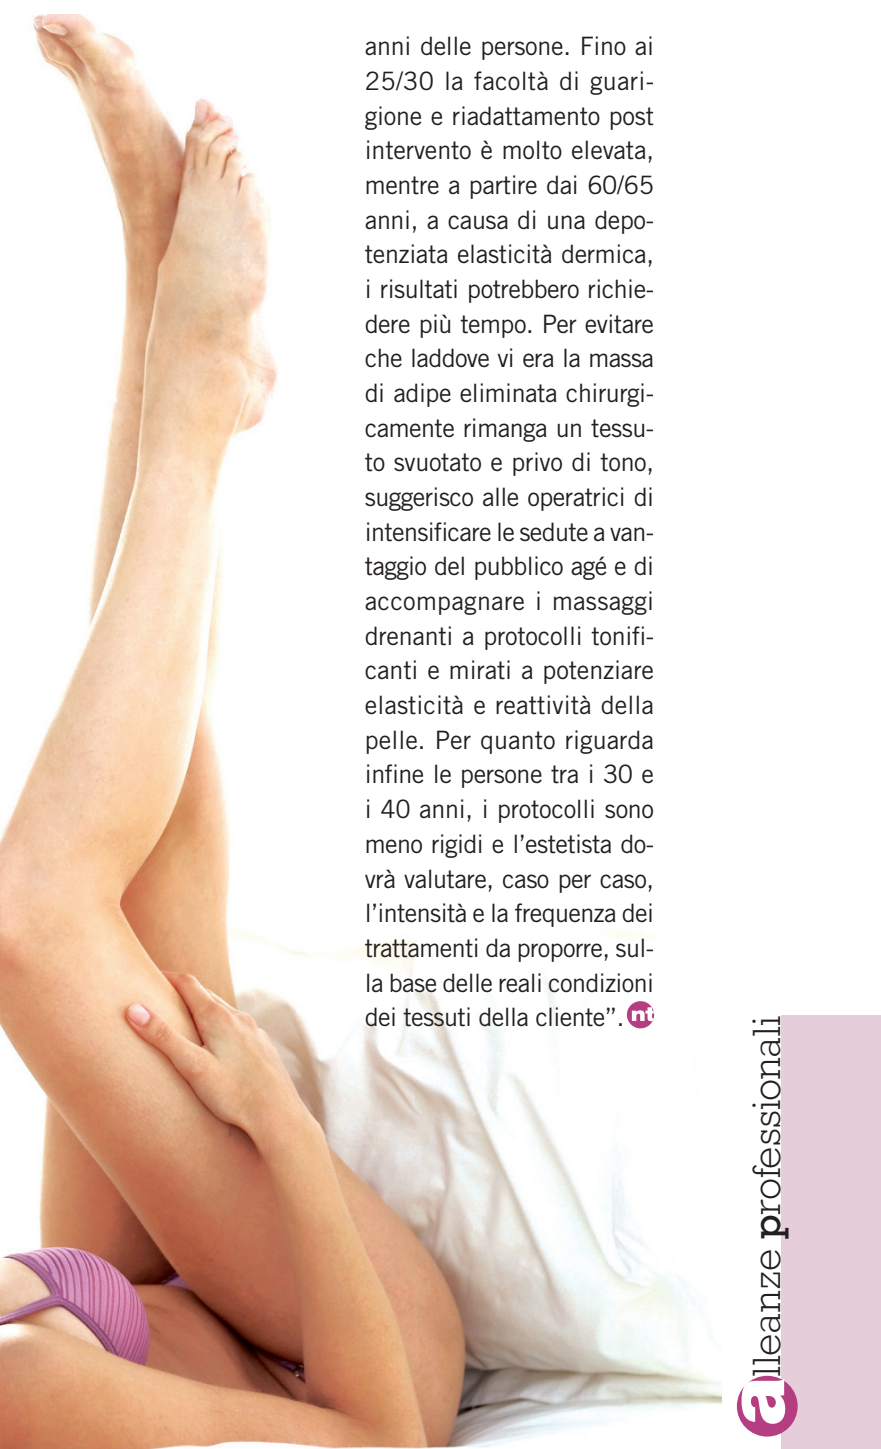 anni delle persone. Fino ai
25/30 la facoltà di guari-
gione e riadattamento post
intervento è molto elevata,
mentre a partire dai 60/65
anni, a causa di una depo-
tenziata elasticità dermica,
i risultati potrebbero richie-
dere più tempo. Per evitare
che laddove vi era la massa
di adipe eliminata chirurgi-
camente rimanga un tessu-
to svuotato e privo di tono,
suggerisco alle operatrici di
intensificare le sedute a van-
taggio del pubblico agé e di
accompagnare i massaggi
drenanti a protocolli tonifi-
canti e mirati a potenziare
elasticità e reattività della
pelle. Per quanto riguarda
infine le persone tra i 30 e
i 40 anni, i protocolli sono
meno rigidi e l’estetista do-
vrà valutare, caso per caso,
l’intensità e la frequenza dei
trattamenti da proporre, sul-
la base delle reali condizioni
dei tessuti della cliente”. nt
alleanze professionali